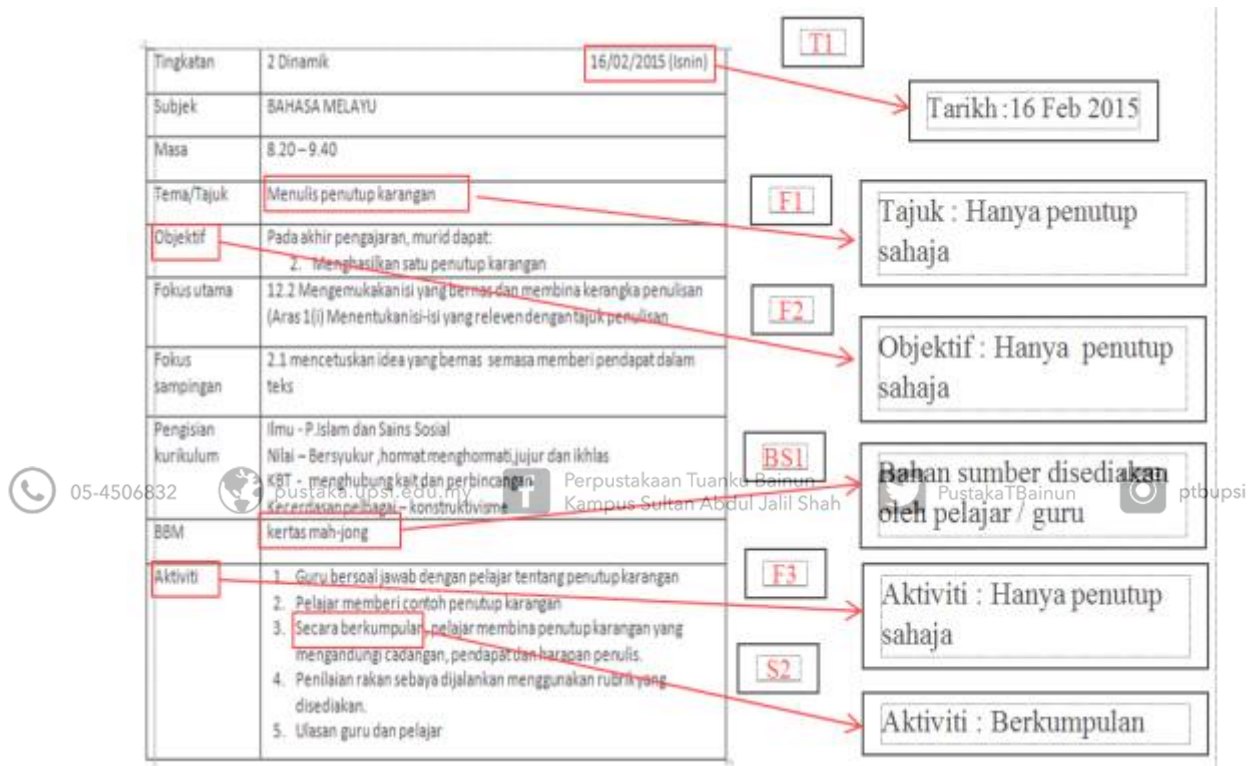 T1
Tingkatan 2 Dinamik 16/02/2015 (Isnin)
Tarikh :16 Feb 2015
Subjek BAHASA MELAYU
Masa 8.20 – 9.40
Tema/Tajuk Menulis penutup karangan
F1
Tajuk : Hanya penutup
sahaja
Objektif Pada akhir pengajaran, murid dapat:
2. Menghasilkan satu penutup karangan
Fokus utama 12.2 Mengemukakan isi yang bernas dan membina kerangka penulisan
(Aras 1(i) Menentukan isi-isi yang releven dengan tajuk penulisan
F2
Objektif : Hanya penutup
sahaja
Fokus 2.1 mencetuskan idea yang bernas semasa memberi pendapat dalam
sampingan teks
Pengisian Ilmu - P.Islam dan Sains Sosial
kurikulum Nilai – Bersyukur ,hormat menghormati,jujur dan ikhlas
KBT - menghubung kait dan perbincangan
Kecerdasan pelbagai – konstruktivisme
BS1
Bahan sumber disediakan
oleh pelajar / guru
05-4506832 pustaka.upsi.edu.my Perpustakaan Tuanku Bainun
Kampus Sultan Abdul Jalil Shah PustakaTBainun ptbupsi
BBM kertas mah-jong
Aktiviti 1. Guru bersoal jawab dengan pelajar tentang penutup karangan
2. Pelajar memberi contoh penutup karangan
3. Secara berkumpulan, pelajar membina penutup karangan yang
mengandungi cadangan, pendapat dan harapan penulis.
4. Penilaian rakan sebaya dijalankan menggunakan rubrik yang
disediakan.
5. Ulasan guru dan pelajar
F3
Aktiviti : Hanya penutup
sahaja
S2
Aktiviti : Berkumpulan